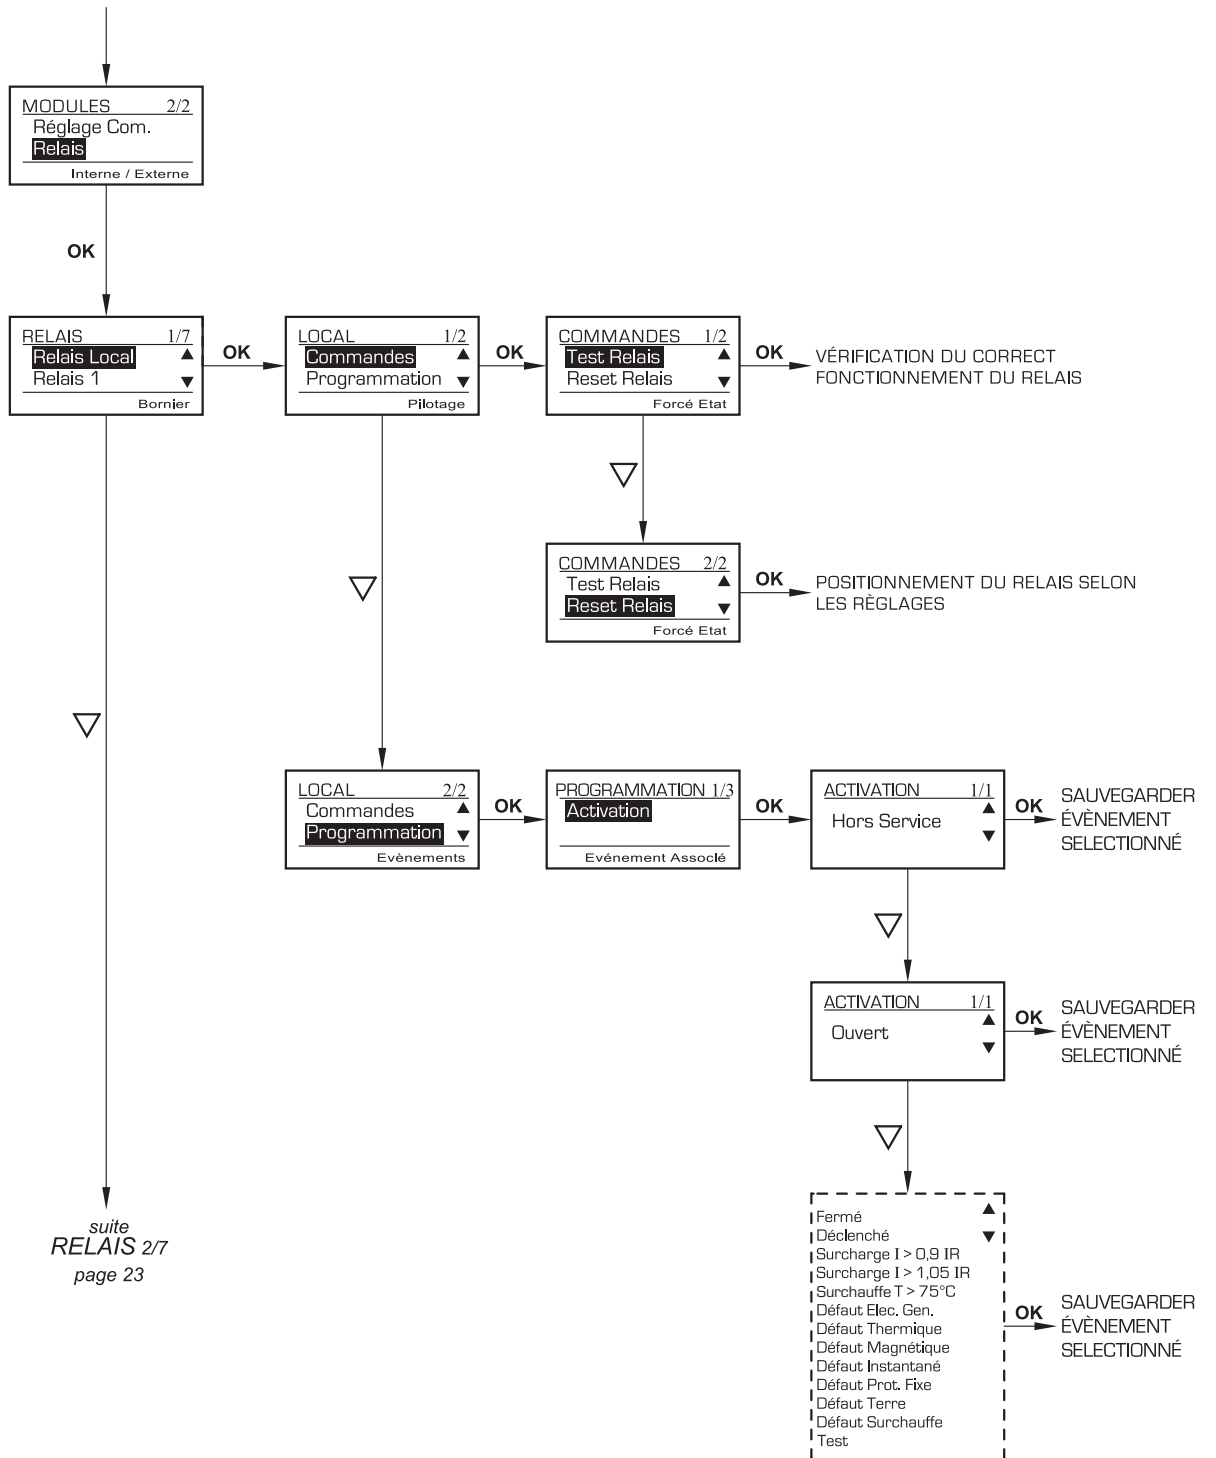 MODULES 2/2
Réglage Com.
Relais
Interne / Externe
OK
RELAIS 1/7
Relais Local
Relais 1
Bornier
OK
LOCAL 1/2
Commandes
Programmation
Pilotage
OK
COMMANDES 1/2
Test Relais
Reset Relais
Forcé Etat
OK
VÉRIFICATION DU CORRECT
FONCTIONNEMENT DU RELAIS
COMMANDES 2/2
Test Relais
Reset Relais
Forcé Etat
OK
POSITIONNEMENT DU RELAIS SELON
LES RÈGLAGES
LOCAL 2/2
Commandes
Programmation
Evènements
OK
PROGRAMMATION 1/3
Activation
Evénement Associé
OK
ACTIVATION 1/1
Hors Service
OK
SAUVEGARDER
ÉVÈNEMENT
SELECTIONNÉ
ACTIVATION 1/1
Ouvert
OK
SAUVEGARDER
ÉVÈNEMENT
SELECTIONNÉ
suite
RELAIS 2/7
page 23
Fermé
Déclenché
Surcharge I > 0,9 IR
Surcharge I > 1,05 IR
Surchauffe T > 75°C
Défaut Elec. Gen.
Défaut Thermique
Défaut Magnétique
Défaut Instantané
Défaut Prot. Fixe
Défaut Terre
Défaut Surchauffe
Test
OK
SAUVEGARDER
ÉVÈNEMENT
SELECTIONNÉ